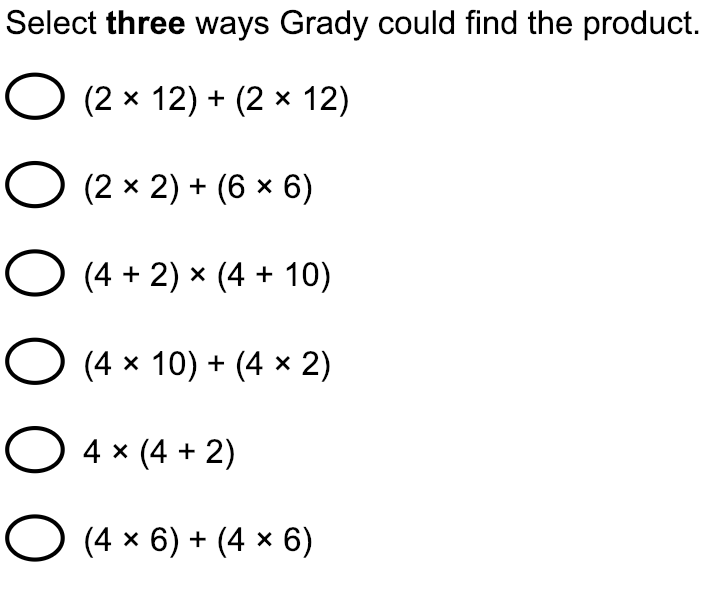 Select three ways Grady could find the product.
(2 × 12) + (2 × 12)
(2 × 2) + (6 × 6)
(4 + 2) × (4 + 10)
(4 × 10) + (4 × 2)
4 × (4 + 2)
(4 × 6) + (4 × 6)